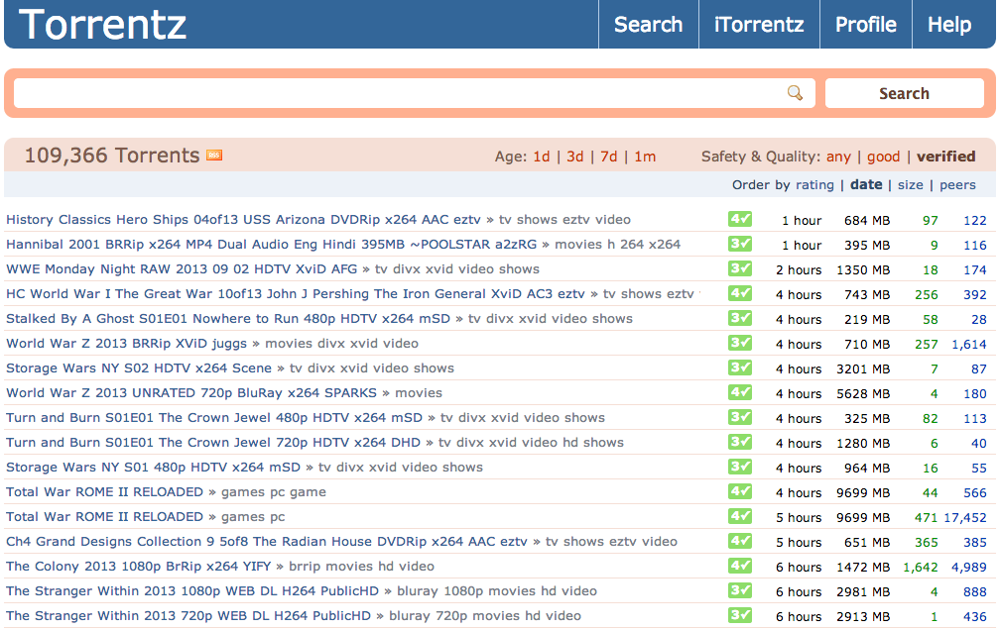 Torrentz Search iTorrentz Profile Help
Search
109,366 Torrents RSS Age: 1d | 3d | 7d | 1m Safety & Quality: any | good | verified
Order by rating | date | size | peers
History Classics Hero Ships 04of13 USS Arizona DVDRip x264 AAC eztv » tv shows eztv video 4✔ 1 hour 684 MB 97 122
Hannibal 2001 BRRip x264 MP4 Dual Audio Eng Hindi 395MB ~POOLSTAR a2zRG » movies h 264 x264 3✔ 1 hour 395 MB 9 116
WWE Monday Night RAW 2013 09 02 HDTV XviD AFG » tv divx xvid video shows 3✔ 2 hours 1350 MB 18 174
HC World War I The Great War 10of13 John J Pershing The Iron General XviD AC3 eztv » tv shows eztv 4✔ 4 hours 743 MB 256 392
Stalked By A Ghost S01E01 Nowhere to Run 480p HDTV x264 mSD » tv divx xvid video shows 3✔ 4 hours 219 MB 58 28
World War Z 2013 BRRip XViD juggs » movies divx xvid video 3✔ 4 hours 710 MB 257 1,614
Storage Wars NY S02 HDTV x264 Scene » tv divx xvid video shows 3✔ 4 hours 3201 MB 7 87
World War Z 2013 UNRATED 720p BluRay x264 SPARKS » movies 4✔ 4 hours 5628 MB 4 180
Turn and Burn S01E01 The Crown Jewel 480p HDTV x264 mSD » tv divx xvid video shows 3✔ 4 hours 325 MB 82 113
Turn and Burn S01E01 The Crown Jewel 720p HDTV x264 DHD » tv divx xvid video hd shows 3✔ 4 hours 1280 MB 6 40
Storage Wars NY S01 480p HDTV x264 mSD » tv divx xvid video shows 3✔ 4 hours 964 MB 16 55
Total War ROME II RELOADED » games pc game 4✔ 4 hours 9699 MB 44 566
Total War ROME II RELOADED » games pc 4✔ 5 hours 9699 MB 471 17,452
Ch4 Grand Designs Collection 9 5of8 The Radian House DVDRip x264 AAC eztv » tv shows eztv video 4✔ 5 hours 651 MB 365 385
The Colony 2013 1080p BrRip x264 YIFY » brrip movies hd video 4✔ 6 hours 1472 MB 1,642 4,989
The Stranger Within 2013 1080p WEB DL H264 PublicHD » bluray 1080p movies hd video 3✔ 6 hours 2981 MB 4 888
The Stranger Within 2013 720p WEB DL H264 PublicHD » bluray 720p movies hd video 3✔ 6 hours 2913 MB 1 436